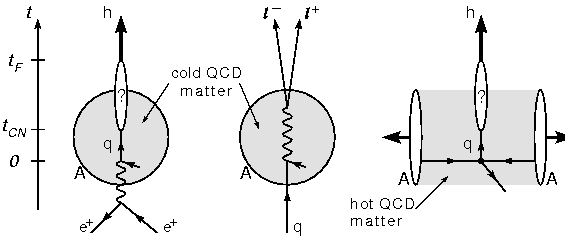 t
h
l⁻ l⁺
h
t_F
cold QCD
matter
?
?
t_CN
q
q
0
A
A
A
A
hot QCD
matter
e⁺
e⁺
q